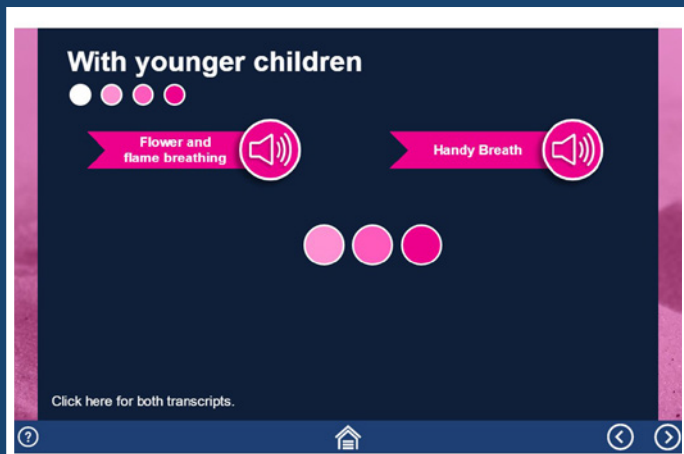 With younger children
Flower and
flame breathing
Handy Breath
Click here for both transcripts.
?